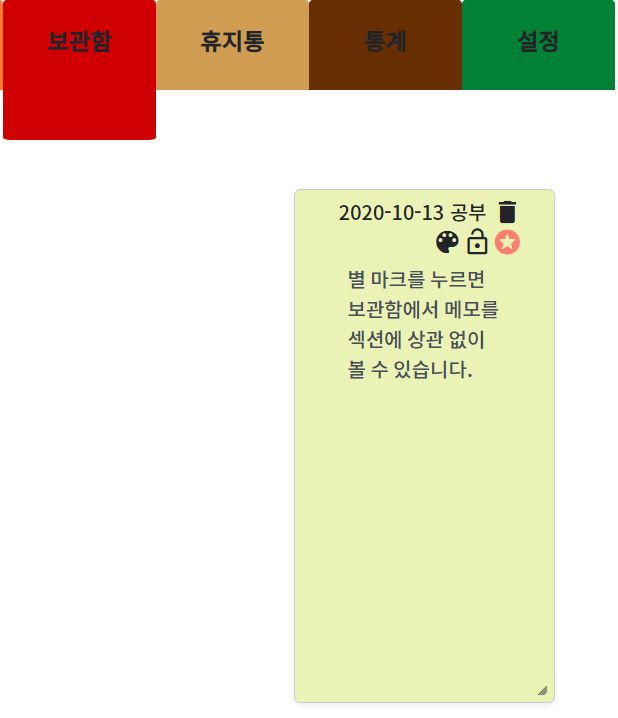 보관함 휴지통 통계 설정
2020-10-13 공부
별 마크를 누르면
보관함에서 메모를
섹션에 상관 없이
볼 수 있습니다.